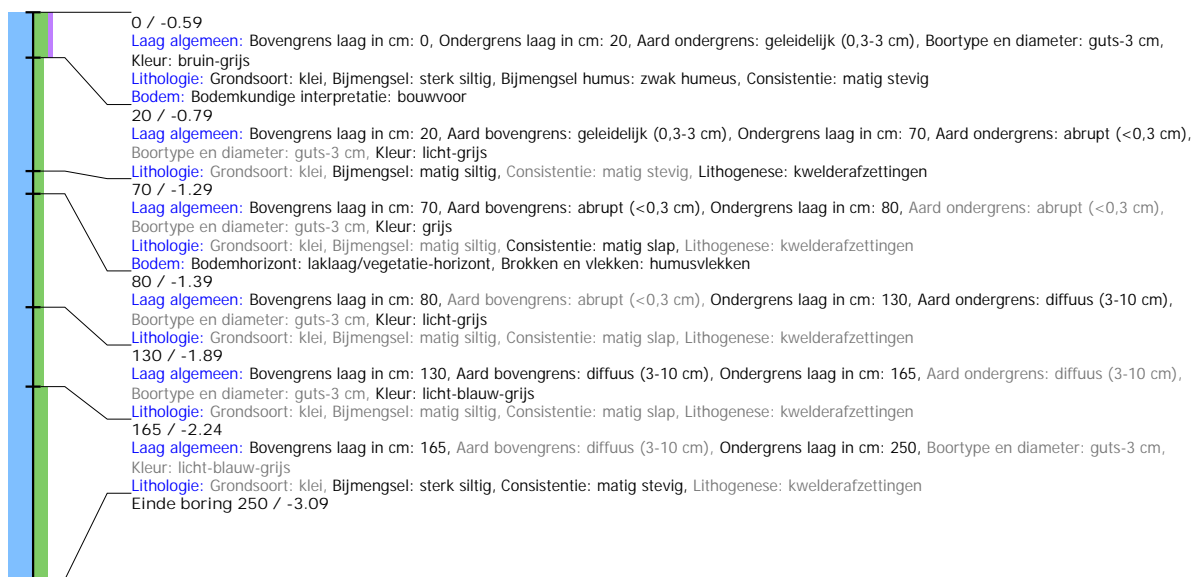 0 / -0.59
Laag algemeen: Bovengrens laag in cm: 0, Ondergrens laag in cm: 20, Aard ondergrens: geleidelijk (0,3-3 cm), Boortype en diameter: guts-3 cm,
Kleur: bruin-grijs
Lithologie: Grondsoort: klei, Bijmengsel: sterk siltig, Bijmengsel humus: zwak humeus, Consistentie: matig stevig
Bodem: Bodemkundige interpretatie: bouwvoor
20 / -0.79
Laag algemeen: Bovengrens laag in cm: 20, Aard bovengrens: geleidelijk (0,3-3 cm), Ondergrens laag in cm: 70, Aard ondergrens: abrupt (<0,3 cm),
Boortype en diameter: guts-3 cm, Kleur: licht-grijs
Lithologie: Grondsoort: klei, Bijmengsel: matig siltig, Consistentie: matig stevig, Lithogenese: kwelderafzettingen
70 / -1.29
Laag algemeen: Bovengrens laag in cm: 70, Aard bovengrens: abrupt (<0,3 cm), Ondergrens laag in cm: 80, Aard ondergrens: abrupt (<0,3 cm),
Boortype en diameter: guts-3 cm, Kleur: grijs
Lithologie: Grondsoort: klei, Bijmengsel: matig siltig, Consistentie: matig slap, Lithogenese: kwelderafzettingen
Bodem: Bodemhorizont: laklaag/vegetatie-horizont, Brokken en vlekken: humusvlekken
80 / -1.39
Laag algemeen: Bovengrens laag in cm: 80, Aard bovengrens: abrupt (<0,3 cm), Ondergrens laag in cm: 130, Aard ondergrens: diffuus (3-10 cm),
Boortype en diameter: guts-3 cm, Kleur: licht-grijs
Lithologie: Grondsoort: klei, Bijmengsel: matig siltig, Consistentie: matig slap, Lithogenese: kwelderafzettingen
130 / -1.89
Laag algemeen: Bovengrens laag in cm: 130, Aard bovengrens: diffuus (3-10 cm), Ondergrens laag in cm: 165, Aard ondergrens: diffuus (3-10 cm),
Boortype en diameter: guts-3 cm, Kleur: licht-blauw-grijs
Lithologie: Grondsoort: klei, Bijmengsel: matig siltig, Consistentie: matig slap, Lithogenese: kwelderafzettingen
165 / -2.24
Laag algemeen: Bovengrens laag in cm: 165, Aard bovengrens: diffuus (3-10 cm), Ondergrens laag in cm: 250, Boortype en diameter: guts-3 cm,
Kleur: licht-blauw-grijs
Lithologie: Grondsoort: klei, Bijmengsel: sterk siltig, Consistentie: matig stevig, Lithogenese: kwelderafzettingen
Einde boring 250 / -3.09